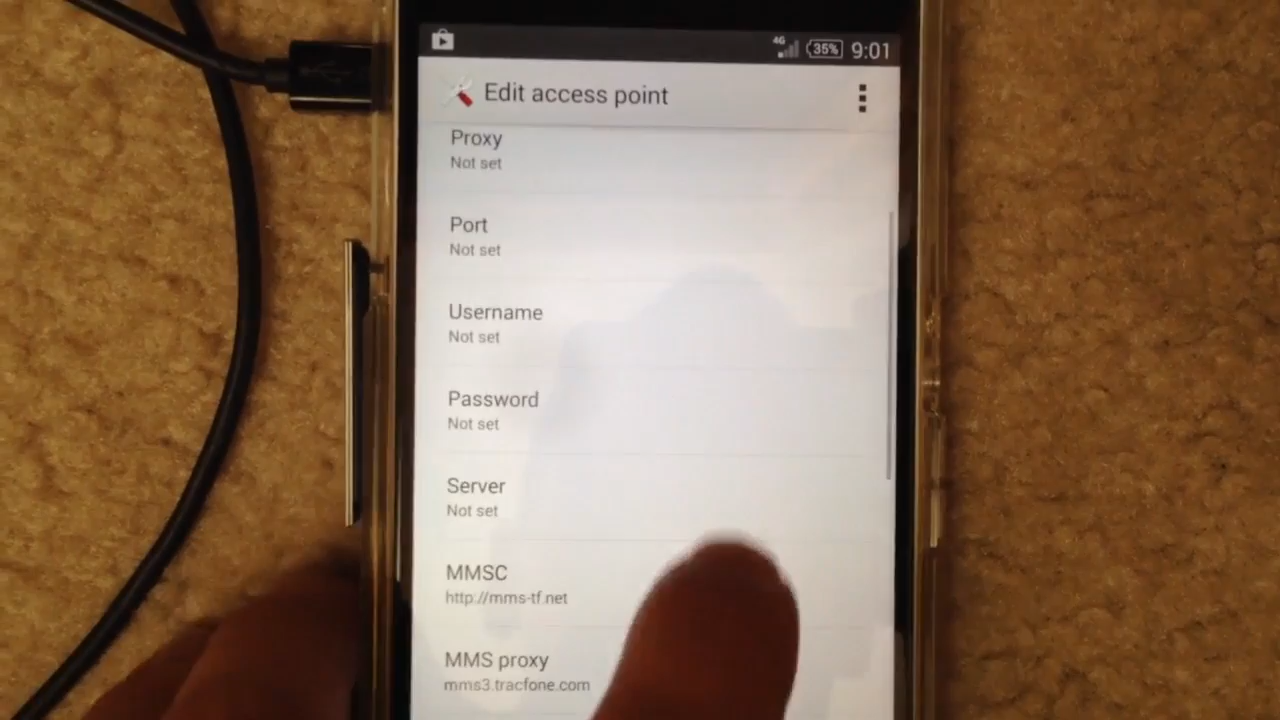 4G 35% 9:01
Edit access point
Proxy
Not set
Port
Not set
Username
Not set
Password
Not set
Server
Not set
MMSC
http://mms-tf.net
MMS proxy
mms3.tracfone.com